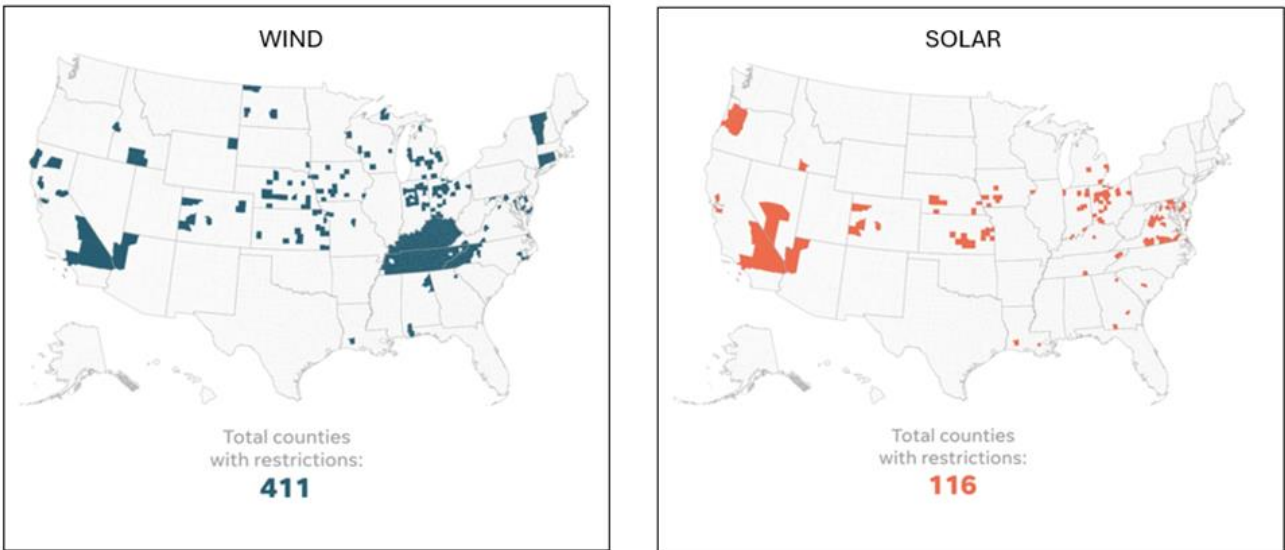 WIND
Total counties
with restrictions:
411
SOLAR
Total counties
with restrictions:
116